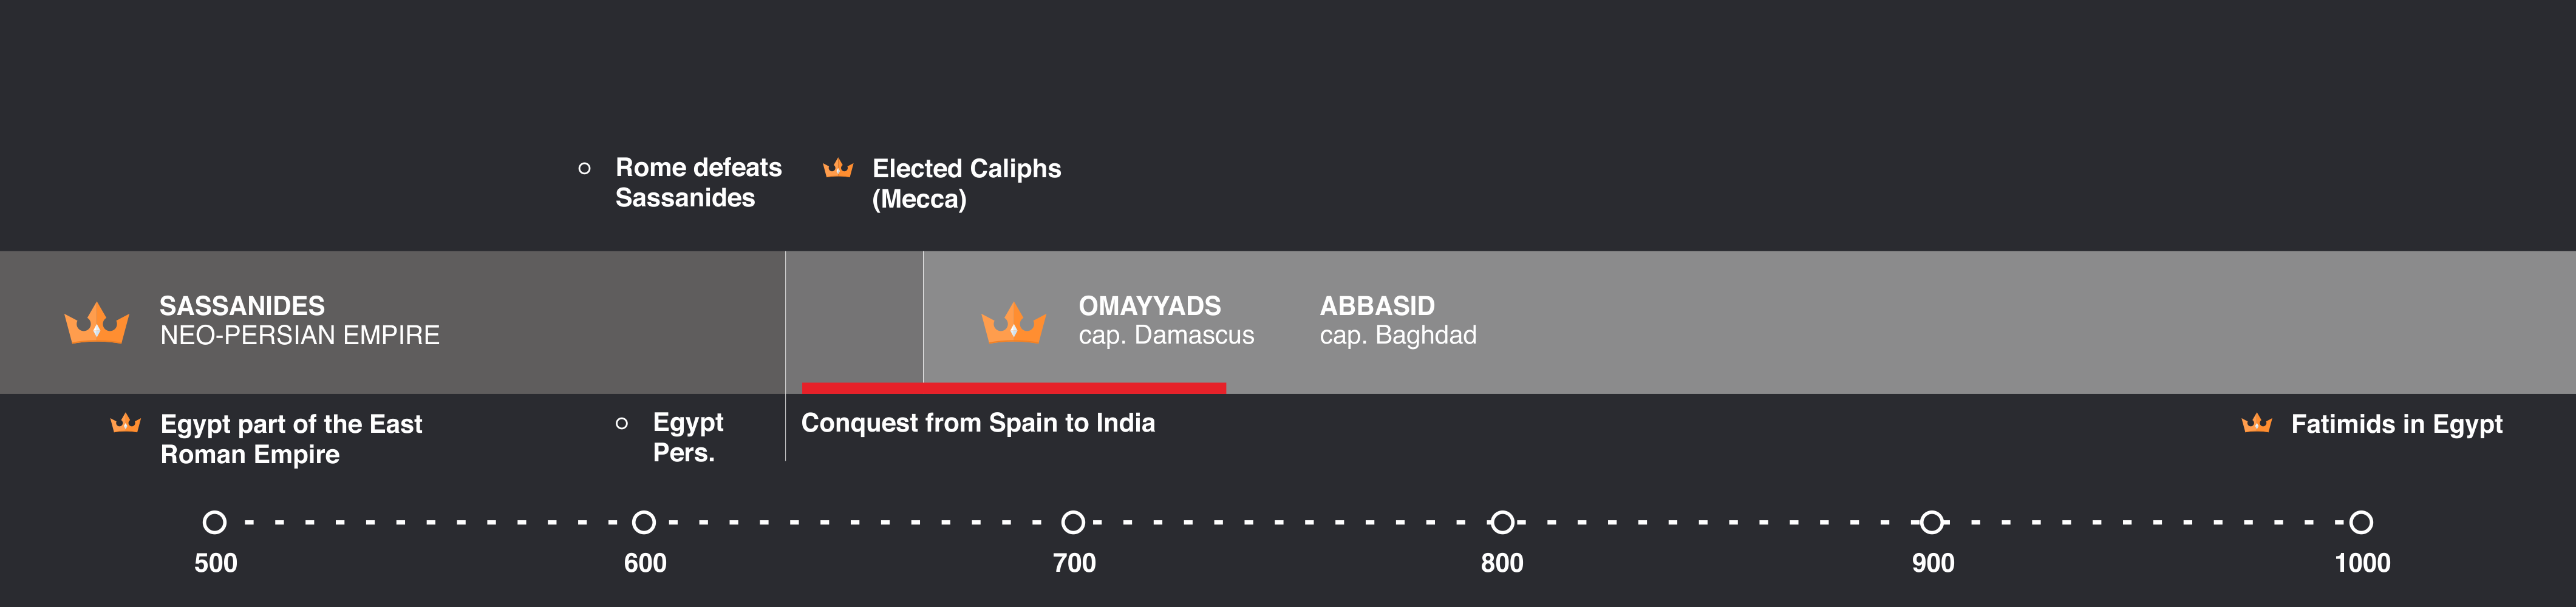 Rome defeats
Sassanides
Elected Caliphs
(Mecca)
SASSANIDES
NEO-PERSIAN EMPIRE
OMAYYADS
cap. Damascus
ABBASID
cap. Baghdad
Egypt part of the East
Roman Empire
Egypt
Pers.
Conquest from Spain to India
Fatimids in Egypt
500
600
700
800
900
1000